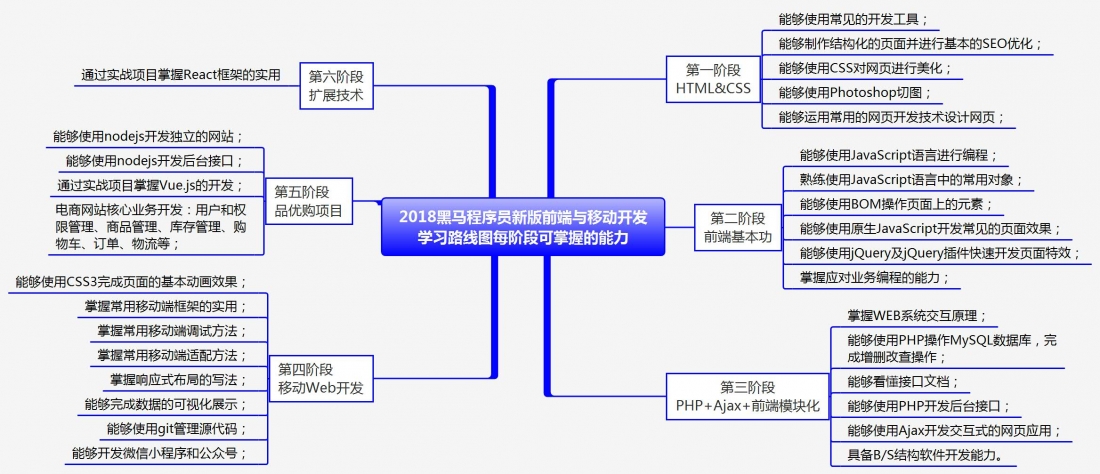 2018黑马程序员新版前端与移动开发
学习路线图每阶段可掌握的能力
第一阶段
HTML&CSS
能够使用常见的开发工具；
能够制作结构化的页面并进行基本的SEO优化；
能够使用CSS对网页进行美化；
能够使用Photoshop切图；
能够运用常用的网页开发技术设计网页；
第二阶段
前端基本功
能够使用JavaScript语言进行编程；
熟练使用JavaScript语言中的常用对象；
能够使用BOM操作页面上的元素；
能够使用原生JavaScript开发常见的页面效果；
能够使用jQuery及jQuery插件快速开发页面特效；
掌握应对业务编程的能力；
第三阶段
PHP+Ajax+前端模块化
掌握WEB系统交互原理；
能够使用PHP操作MySQL数据库，完
成增删改查操作；
能够看懂接口文档；
能够使用PHP开发后台接口；
能够使用Ajax开发交互式的网页应用；
具备B/S结构软件开发能力。
第四阶段
移动Web开发
能够使用CSS3完成页面的基本动画效果；
掌握常用移动端框架的实用；
掌握常用移动端调试方法；
掌握常用移动端适配方法；
掌握响应式布局的写法；
能够完成数据的可视化展示；
能够使用git管理源代码；
能够开发微信小程序和公众号；
第五阶段
品优购项目
能够使用nodejs开发独立的网站；
能够使用nodejs开发后台接口；
通过实战项目掌握Vue.js的开发；
电商网站核心业务开发：用户和权
限管理、商品管理、库存管理、购
物车、订单、物流等；
第六阶段
扩展技术
通过实战项目掌握React框架的实用